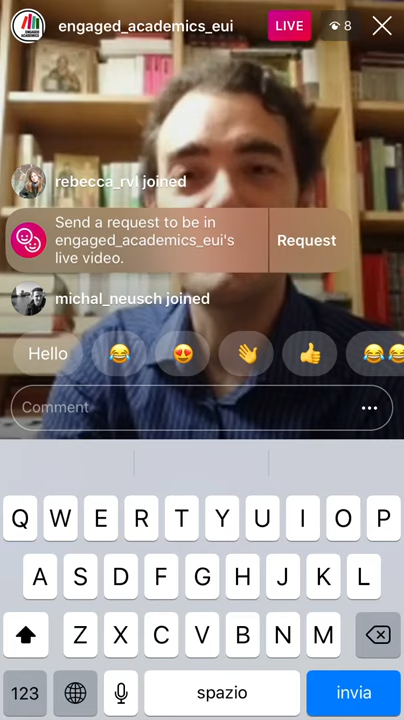 engaged_academics_eui
LIVE
8
rebecca_rvl joined
Send a request to be in
engaged_academics_eui's
live video.
Request
michal_neusch joined
Hello
Comment
Q W E R T Y U I O P
A S D F G H J K L
Z X C V B N M
123
spazio
invia